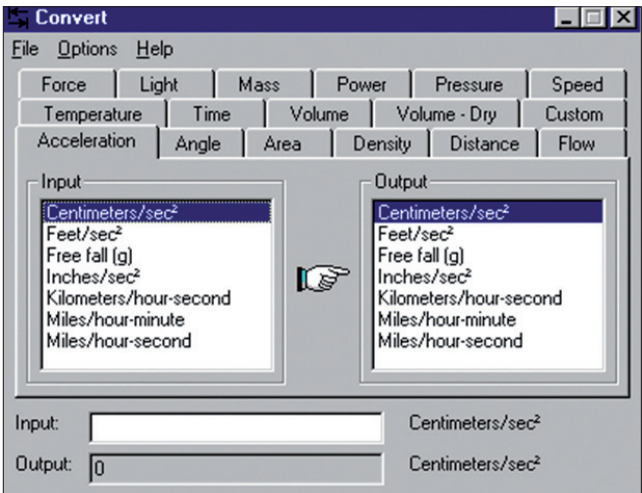 Convert
File Options Help
Force Light Mass Power Pressure Speed
Temperature Time Volume Volume - Dry Custom
Acceleration Angle Area Density Distance Flow
Input Output
Centimeters/sec² Centimeters/sec²
Feet/sec² Feet/sec²
Free fall (g) Free fall (g)
Inches/sec² Inches/sec²
Kilometers/hour-second Kilometers/hour-second
Miles/hour-minute Miles/hour-minute
Miles/hour-second Miles/hour-second
Input: Centimeters/sec²
Output: 0 Centimeters/sec²